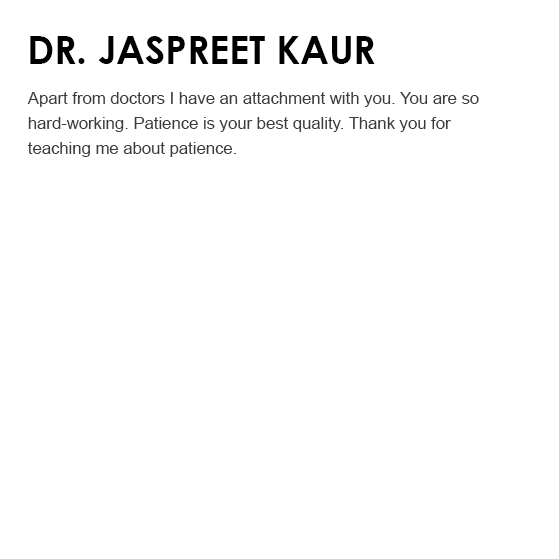 DR. JASPREET KAUR
Apart from doctors I have an attachment with you. You are so
hard-working. Patience is your best quality. Thank you for
teaching me about patience.